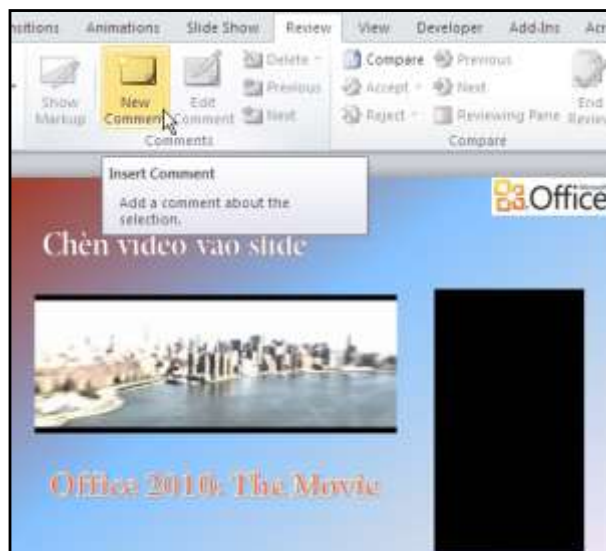 Animations Slide Show Review View Developer Add-Ins
Show Markup
New Comment
Edit Comment
Delete
Previous
Next
Comments
Compare
Accept
Reject
Previous
Next
Reviewing Pane
End Review
Compare
Insert Comment
Add a comment about the
selection.
Office
Chèn video vào slide
Office 2010: The Movie